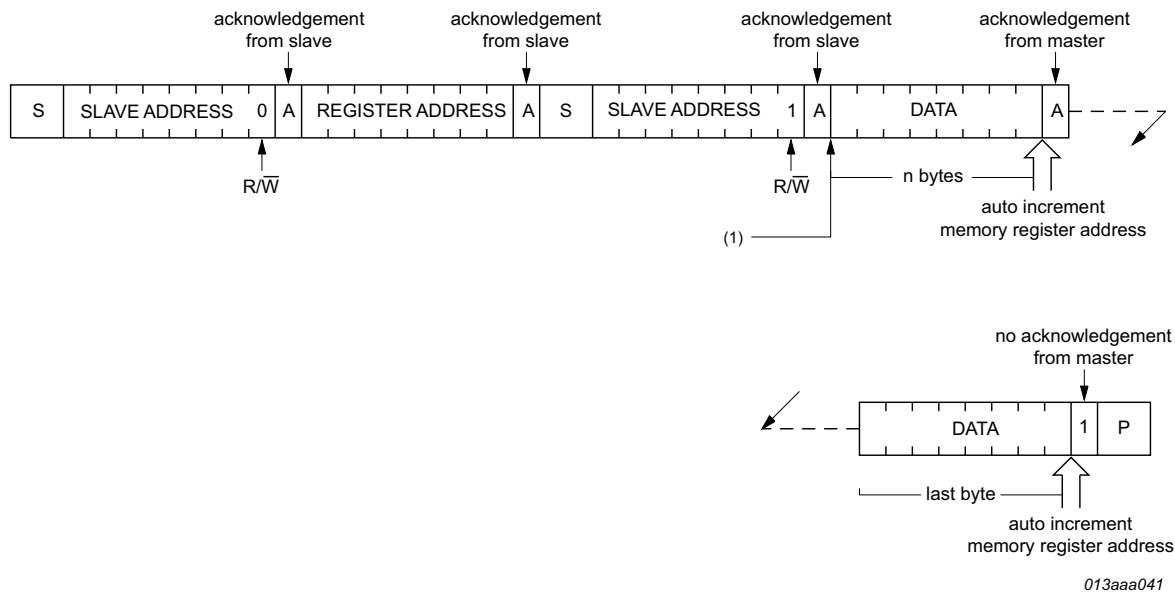 acknowledgement
from slave
acknowledgement
from slave
acknowledgement
from slave
acknowledgement
from master
S SLAVE ADDRESS 0 A REGISTER ADDRESS A S SLAVE ADDRESS 1 A DATA A
R/W̅
R/W̅
n bytes
auto increment
memory register address
(1)
no acknowledgement
from master
DATA 1 P
last byte
auto increment
memory register address
013aaa041